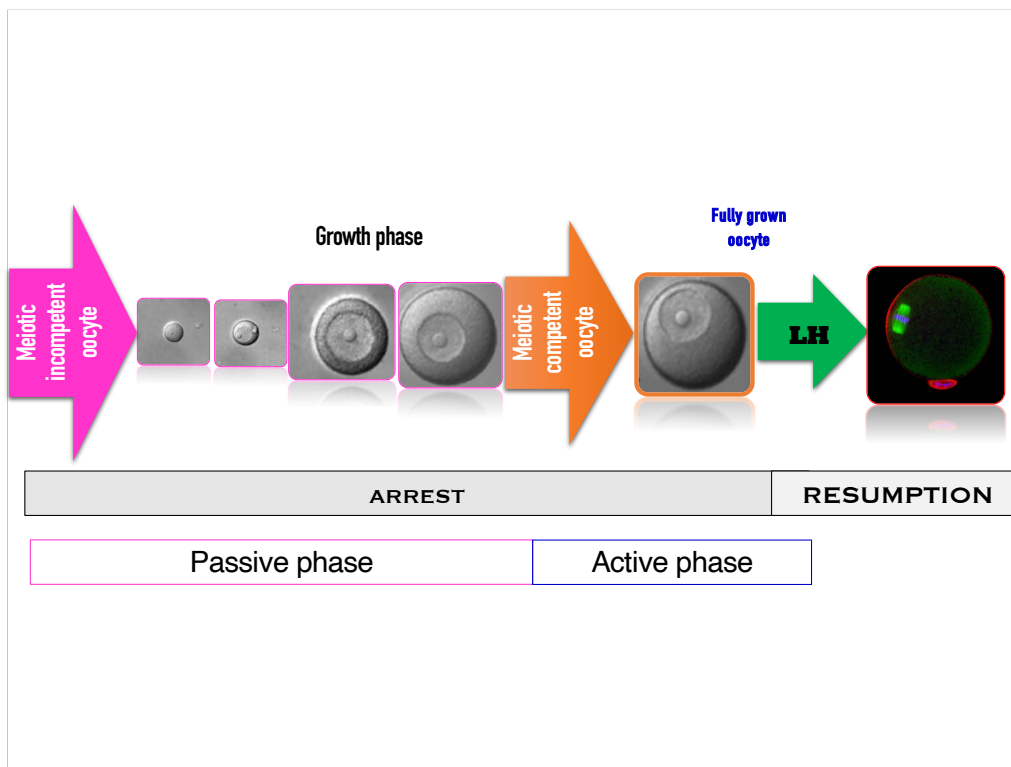 Meiotic
incompetent
oocyte
Growth phase
Meiotic
competent
oocyte
Fully grown
oocyte
LH
ARREST
RESUMPTION
Passive phase
Active phase